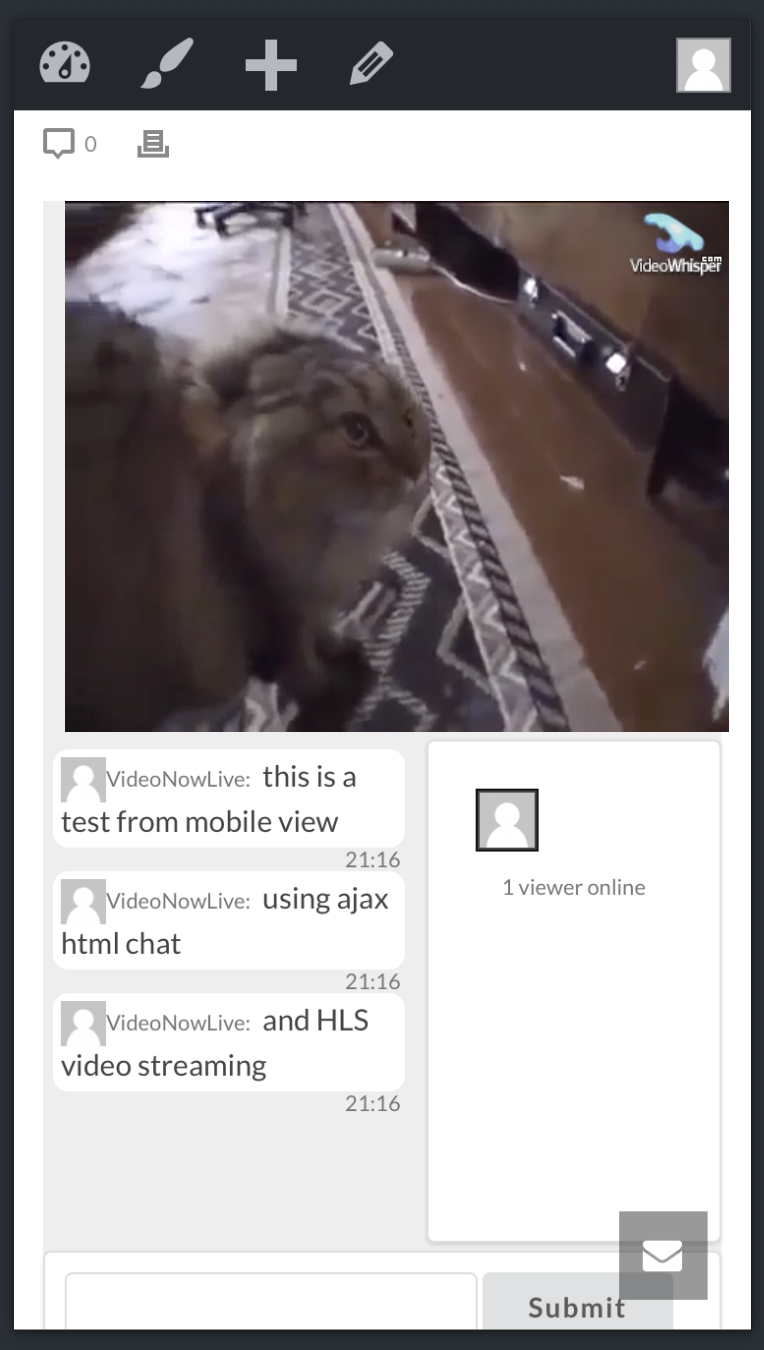 0
VideoWhisper
.com
VideoNowLive: this is a
test from mobile view
21:16
VideoNowLive: using ajax
html chat
21:16
VideoNowLive: and HLS
video streaming
21:16
1 viewer online
Submit